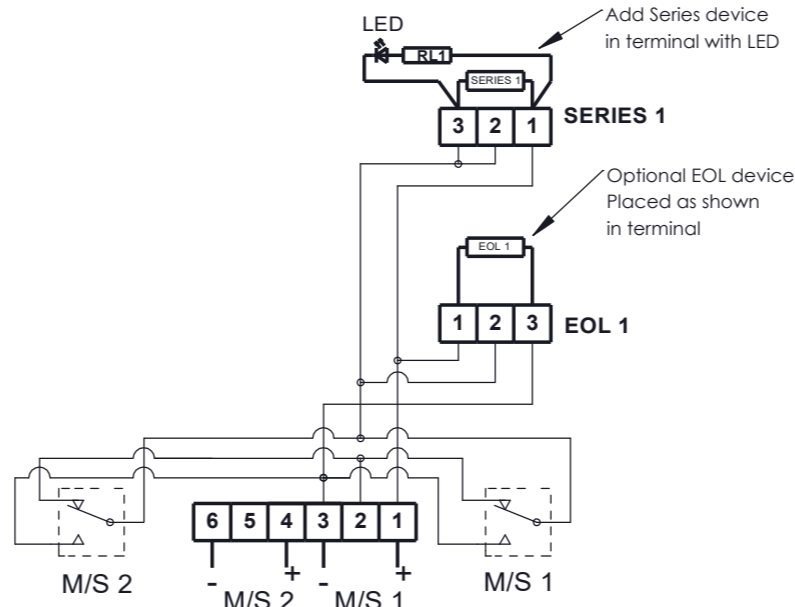 LED
Add Series device
in terminal with LED
RL1
SERIES 1
3 2 1
SERIES 1
Optional EOL device
Placed as shown
in terminal
EOL 1
1 2 3
EOL 1
6 5 4 3 2 1
- + - +
M/S 2
M/S 2
M/S 1
M/S 1